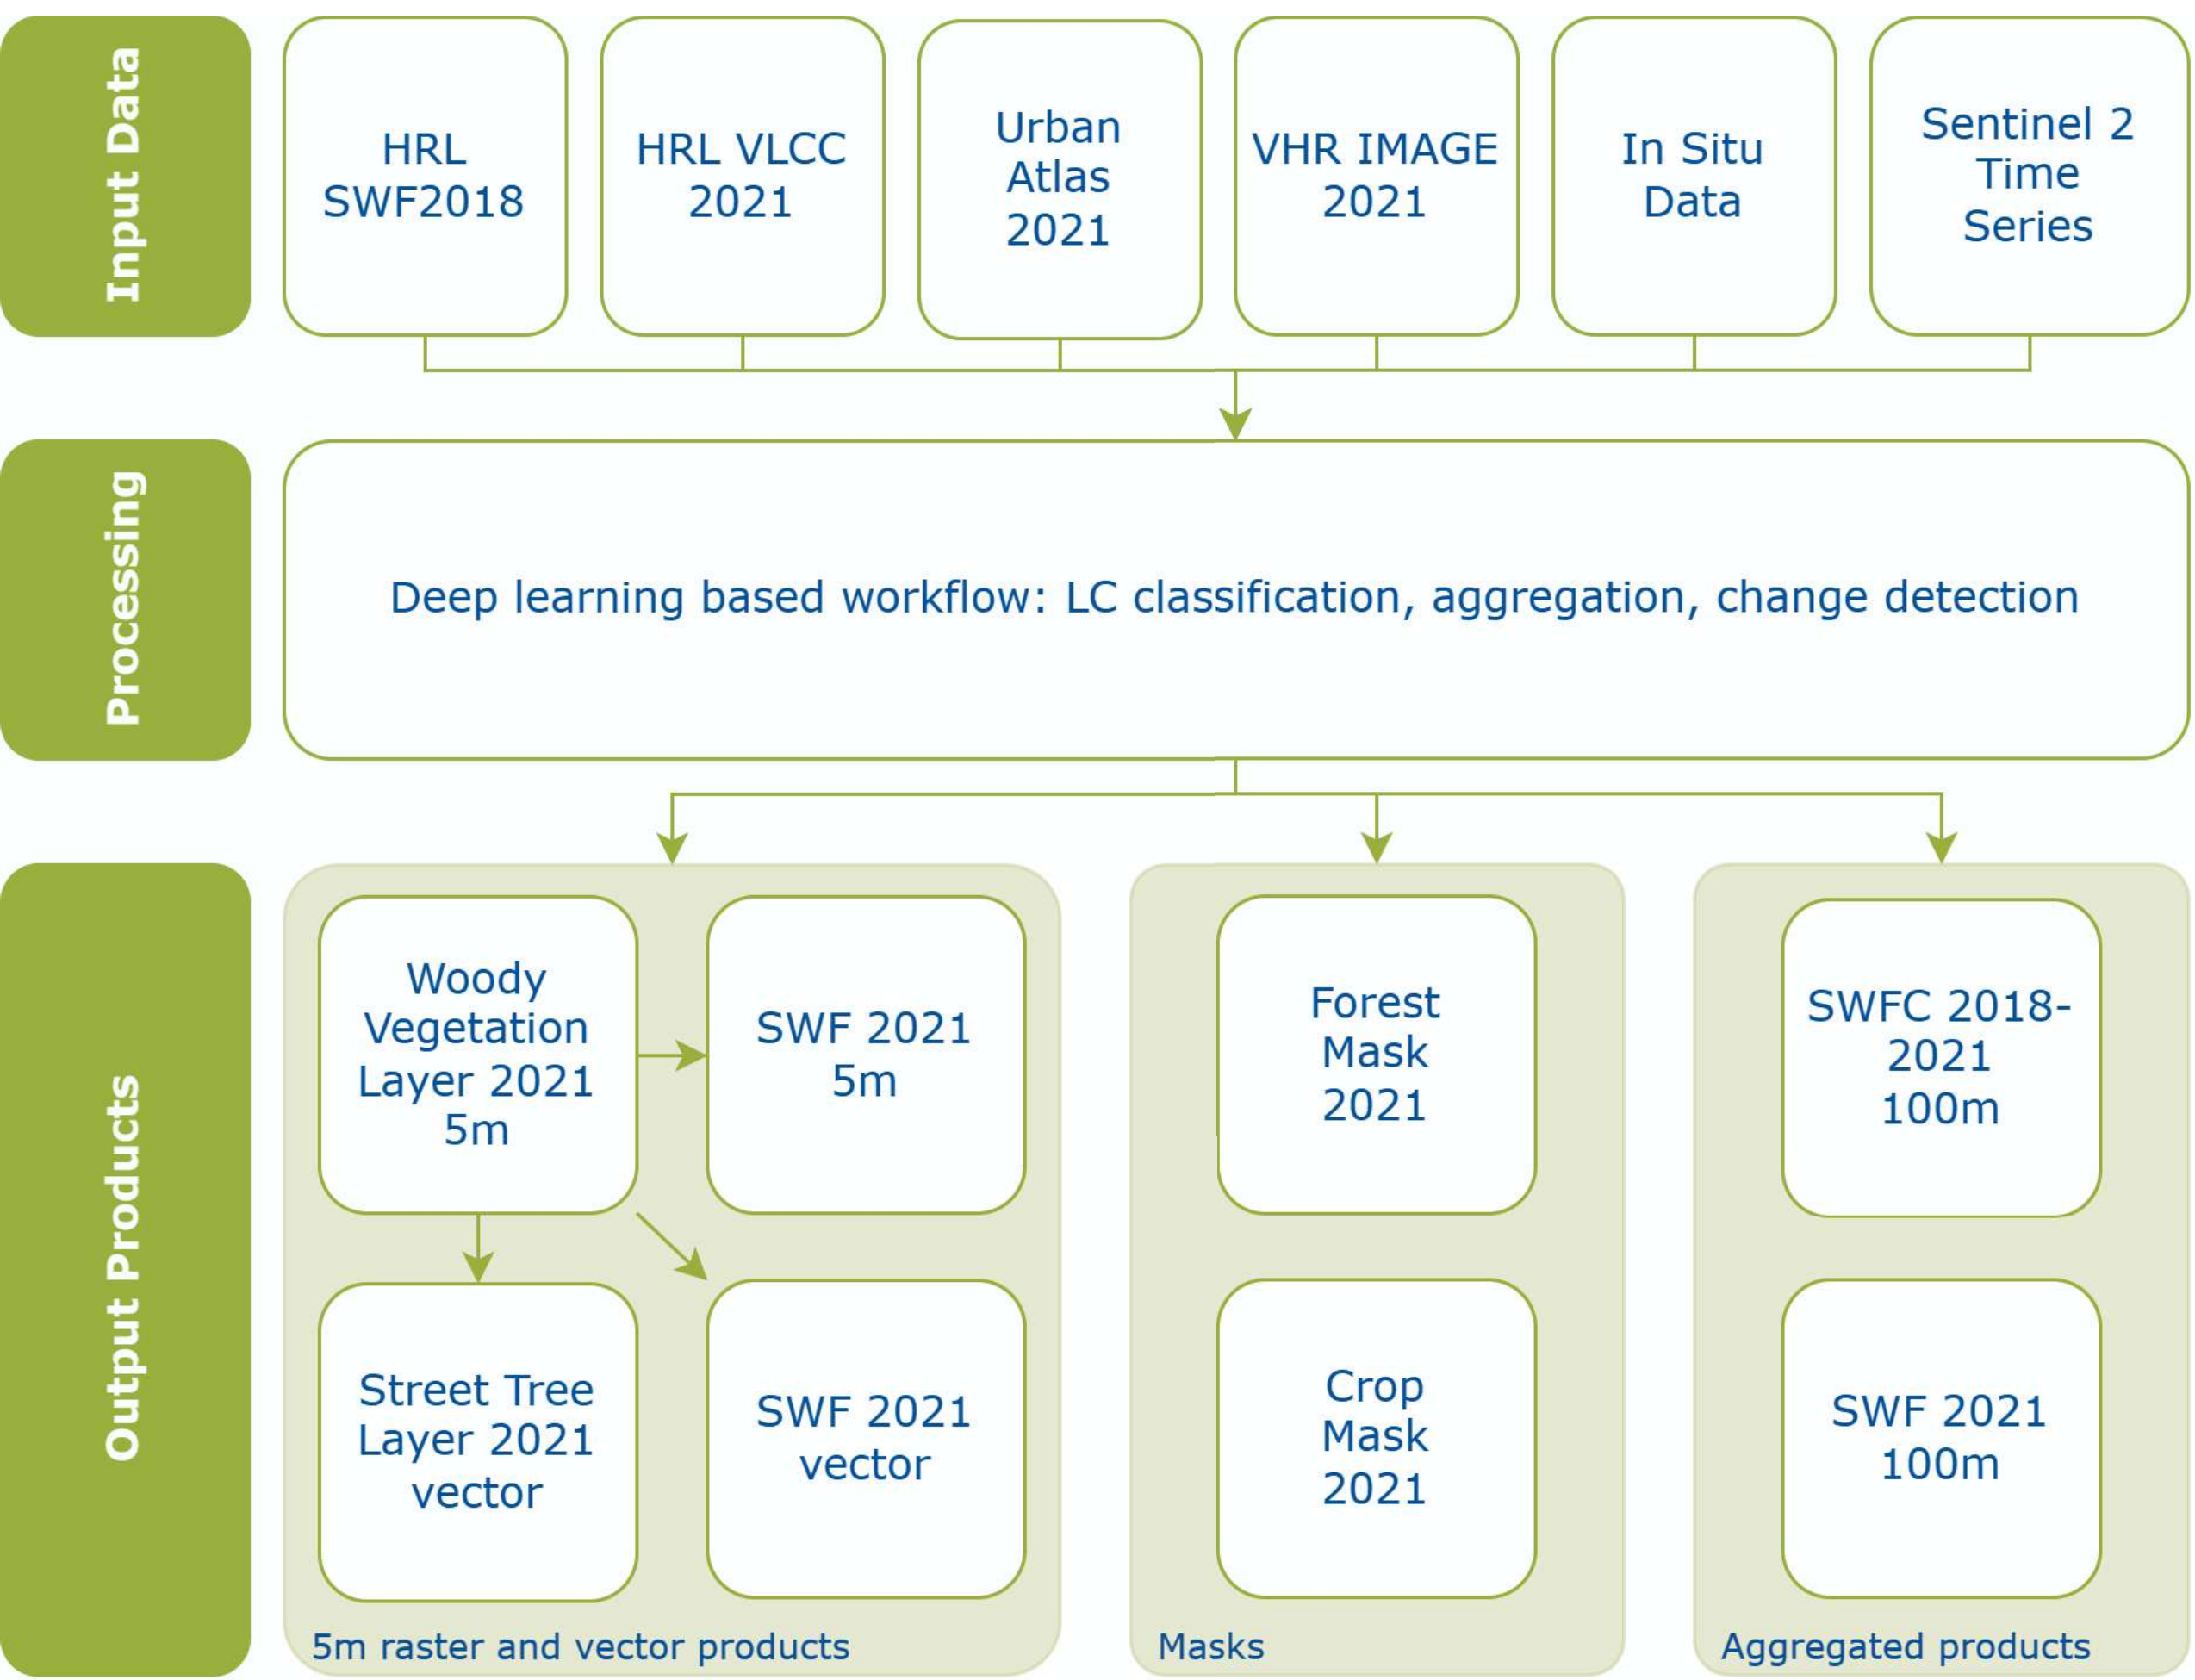 Input Data
HRL
SWF2018
HRL VLCC
2021
Urban
Atlas
2021
VHR IMAGE
2021
In Situ
Data
Sentinel 2
Time
Series
Processing
Deep learning based workflow: LC classification, aggregation, change detection
Output Products
Woody
Vegetation
Layer 2021
5m
SWF 2021
5m
Street Tree
Layer 2021
vector
SWF 2021
vector
5m raster and vector products
Forest
Mask
2021
Crop
Mask
2021
Masks
SWFC 2018-
2021
100m
SWF 2021
100m
Aggregated products